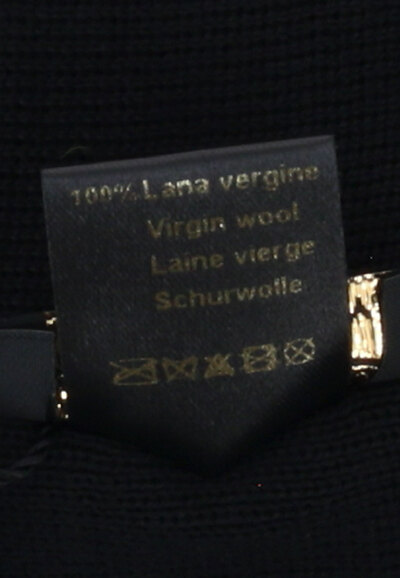 100% Lana vergine
Virgin wool
Laine vierge
Schurwolle